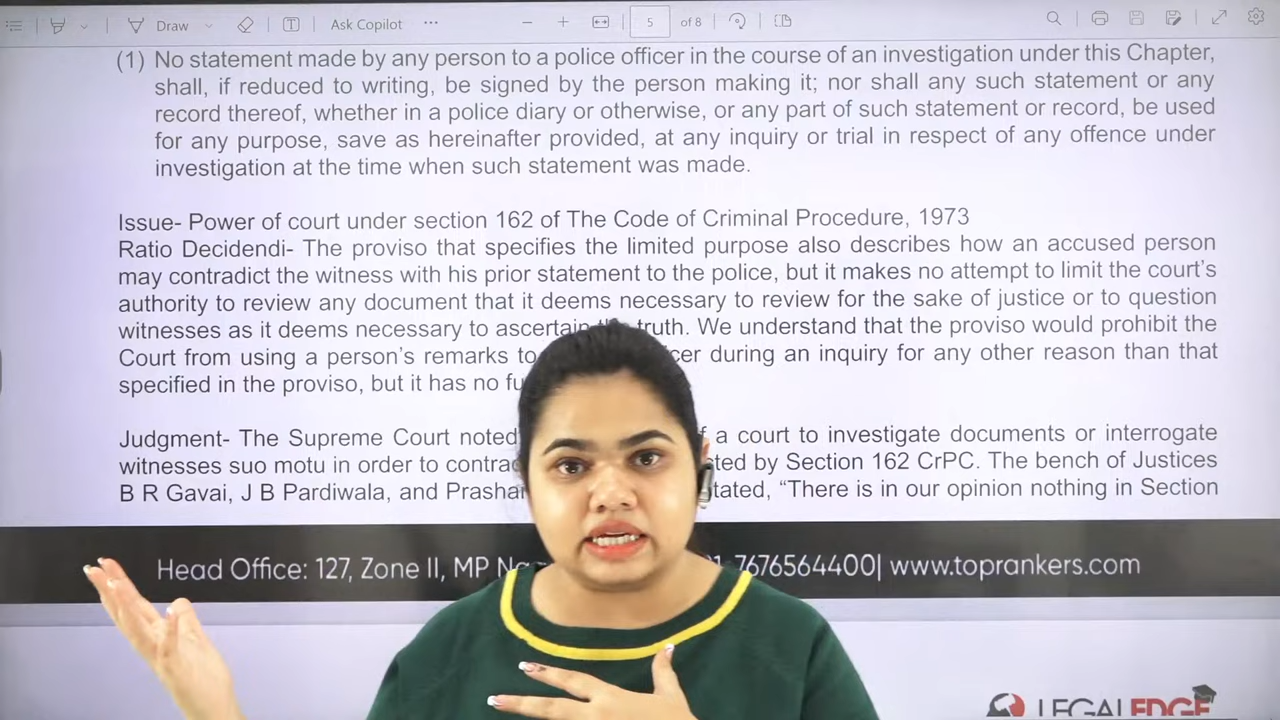 Draw
Ask Copilot
5 of 8
(1) No statement made by any person to a police officer in the course of an investigation under this Chapter,
shall, if reduced to writing, be signed by the person making it; nor shall any such statement or any
record thereof, whether in a police diary or otherwise, or any part of such statement or record, be used
for any purpose, save as hereinafter provided, at any inquiry or trial in respect of any offence under
investigation at the time when such statement was made.
Issue- Power of court under section 162 of The Code of Criminal Procedure, 1973
Ratio Decidendi- The proviso that specifies the limited purpose also describes how an accused person
may contradict the witness with his prior statement to the police, but it makes no attempt to limit the court's
authority to review any document that it deems necessary to review for the sake of justice or to question
witnesses as it deems necessary to ascertain truth. We understand that the proviso would prohibit the
Court from using a person's remarks to during an inquiry for any other reason than that
specified in the proviso, but it has no
Judgment- The Supreme Court noted a court to investigate documents or interrogate
witnesses suo motu in order to by Section 162 CrPC. The bench of Justices
B R Gavai, J B Pardiwala, and "There is in our opinion nothing in Section
Head Office: 127, Zone II, MP 7676564400| www.toprankers.com
LEGALEDGE